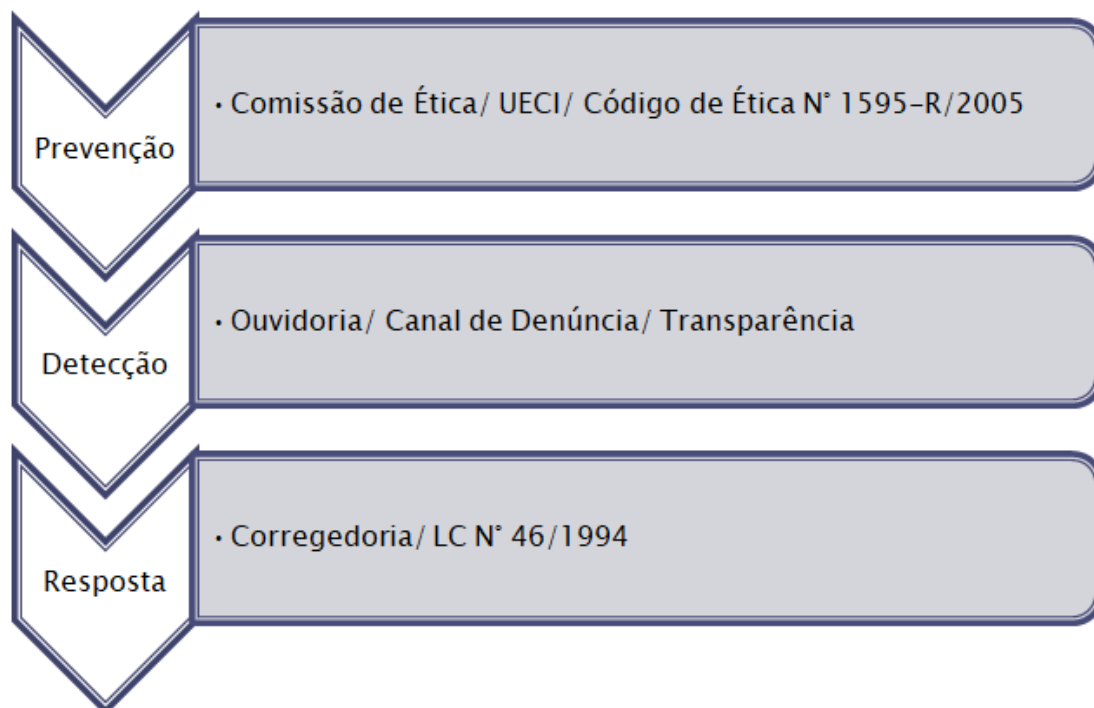 Prevenção
• Comissão de Ética/ UECI/ Código de Ética N° 1595-R/2005
Detecção
• Ouvidoria/ Canal de Denúncia/ Transparência
Resposta
• Corregedoria/ LC N° 46/1994